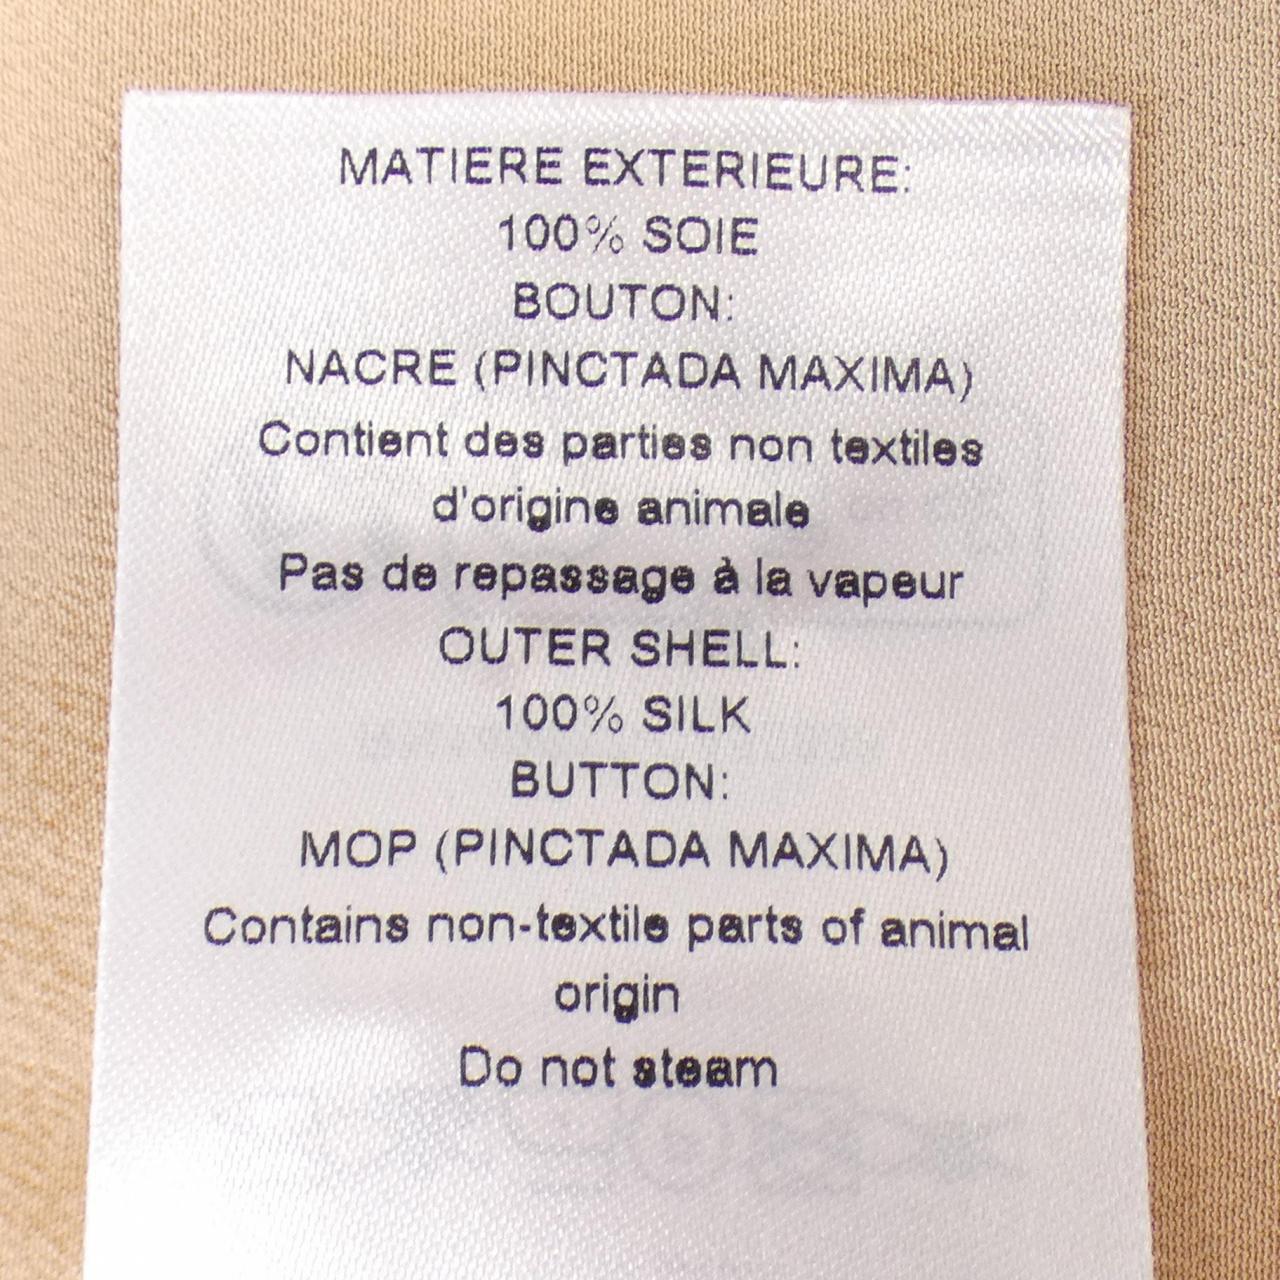 MATIERE EXTERIEURE:
100% SOIE
BOUTON:
NACRE (PINCTADA MAXIMA)
Contient des parties non textiles
d'origine animale
Pas de repassage à la vapeur
OUTER SHELL:
100% SILK
BUTTON:
MOP (PINCTADA MAXIMA)
Contains non-textile parts of animal
origin
Do not steam